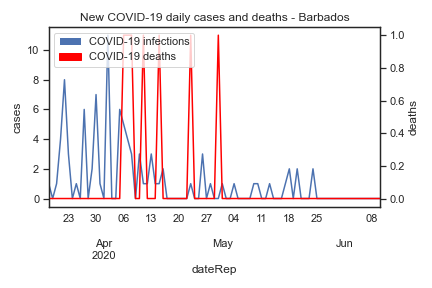 New COVID-19 daily cases and deaths - Barbados
COVID-19 infections
COVID-19 deaths
10
8
6
4
2
0
cases
1.0
0.8
0.6
0.4
0.2
0.0
deaths
23 30 06 13 20 27 04 11 18 25 08
Apr May Jun
2020
dateRep